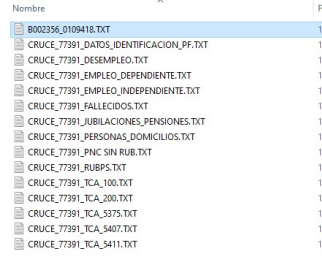 Nombre F
B002356_0109418.TXT 1
CRUCE_77391_DATOS_IDENTIFICACION_PF.TXT 1
CRUCE_77391_DESEMPLEO.TXT 1
CRUCE_77391_EMPLEO_DEPENDIENTE.TXT 1
CRUCE_77391_EMPLEO_INDEPENDIENTE.TXT 1
CRUCE_77391_FALLECIDOS.TXT 1
CRUCE_77391_JUBILACIONES_PENSIONES.TXT 1
CRUCE_77391_PERSONAS_DOMICILIOS.TXT 1
CRUCE_77391_PNC SIN RUB.TXT 1
CRUCE_77391_RUBPS.TXT 1
CRUCE_77391_TCA_100.TXT 1
CRUCE_77391_TCA_200.TXT 1
CRUCE_77391_TCA_5375.TXT 1
CRUCE_77391_TCA_5407.TXT 1
CRUCE_77391_TCA_5411.TXT 1